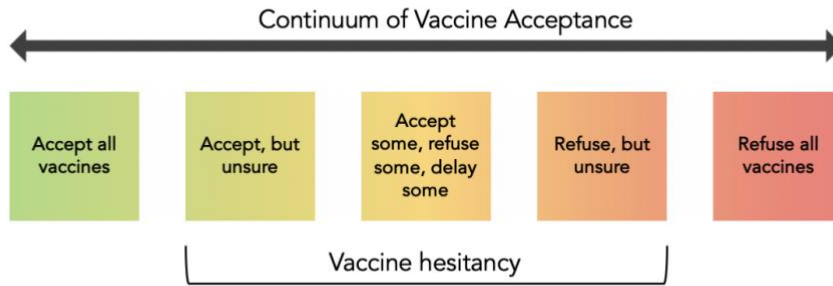 Continuum of Vaccine Acceptance
Accept all
vaccines
Accept, but
unsure
Accept
some, refuse
some, delay
some
Refuse, but
unsure
Refuse all
vaccines
Vaccine hesitancy